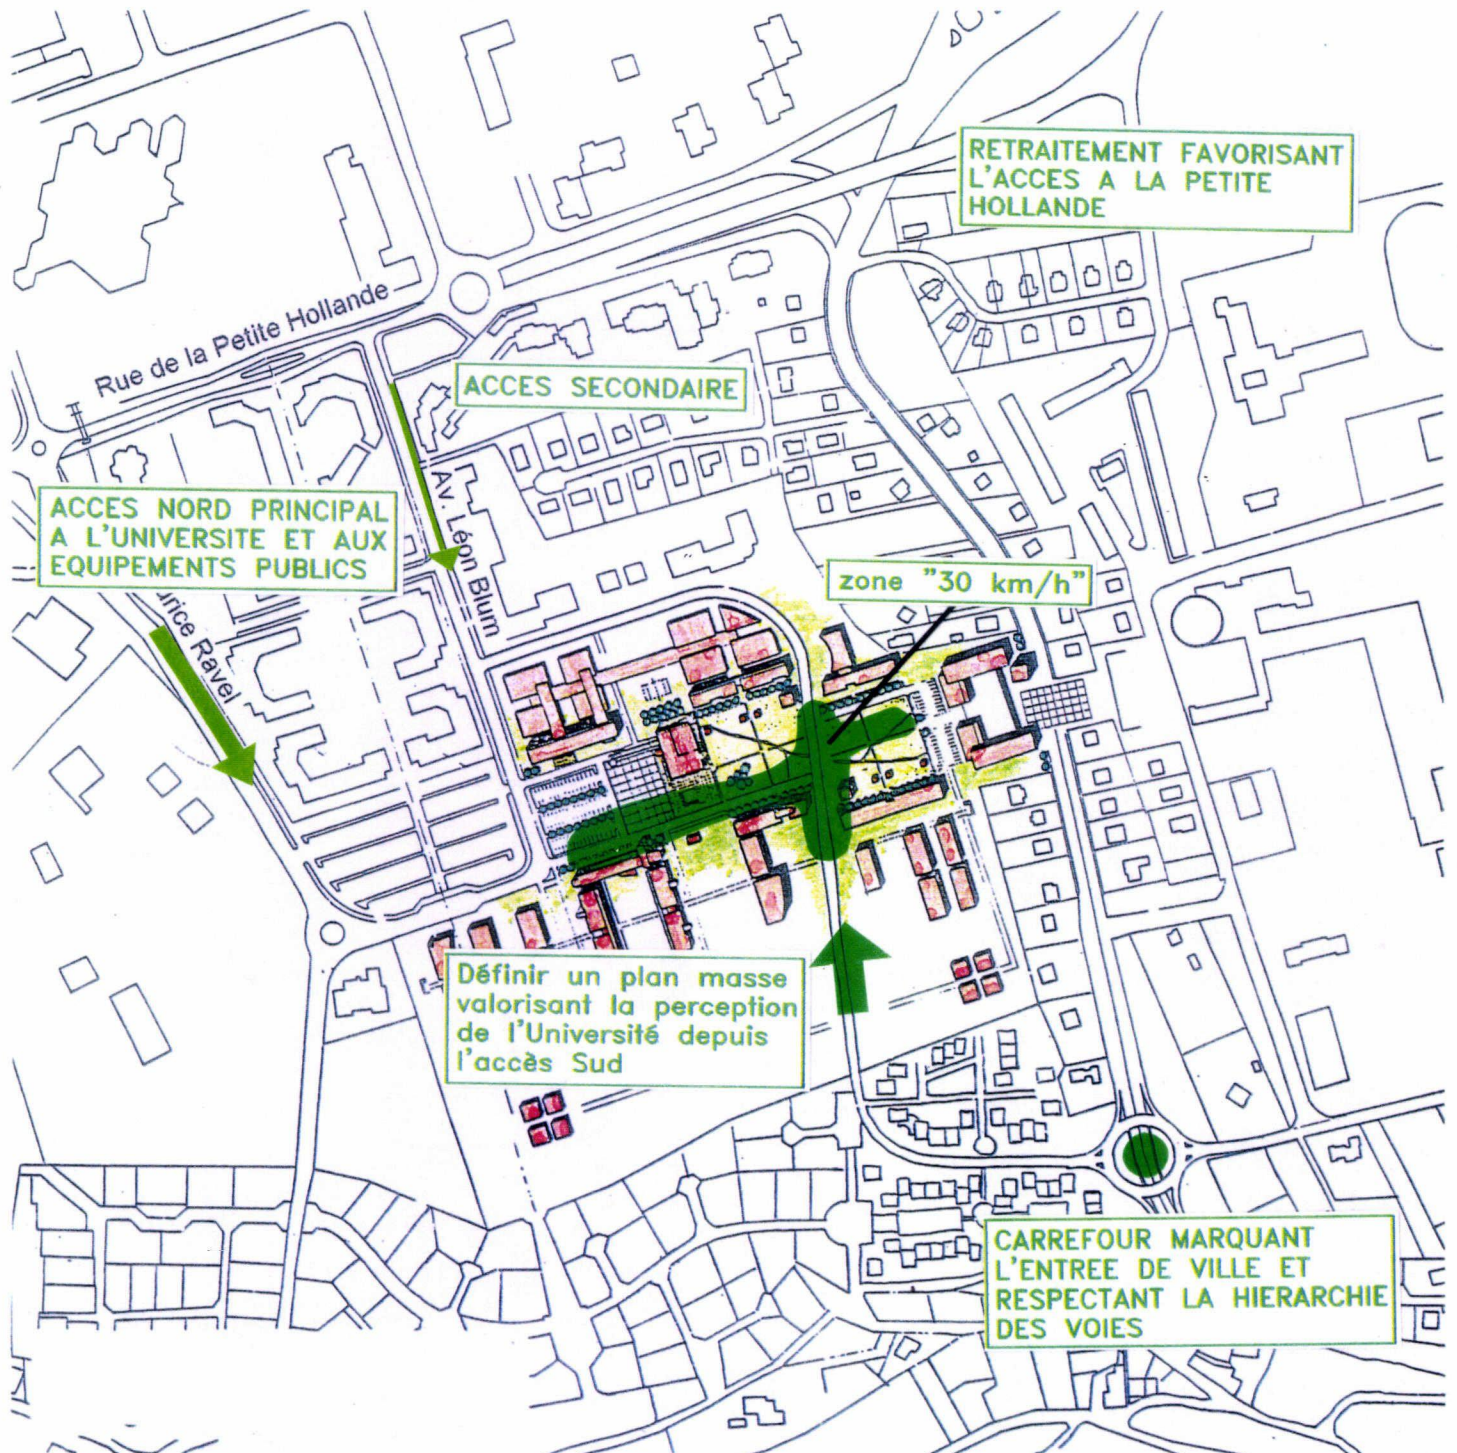 RETRAITEMENT FAVORISANT
L'ACCES A LA PETITE
HOLLANDE
Rue de la Petite Hollande
ACCES SECONDAIRE
ACCES NORD PRINCIPAL
A L'UNIVERSITE ET AUX
EQUIPEMENTS PUBLICS
Av. Léon Blum
zone "30 km/h"
Ravel
Définir un plan masse
valorisant la perception
de l'Université depuis
l'accès Sud
CARREFOUR MARQUANT
L'ENTREE DE VILLE ET
RESPECTANT LA HIERARCHIE
DES VOIES